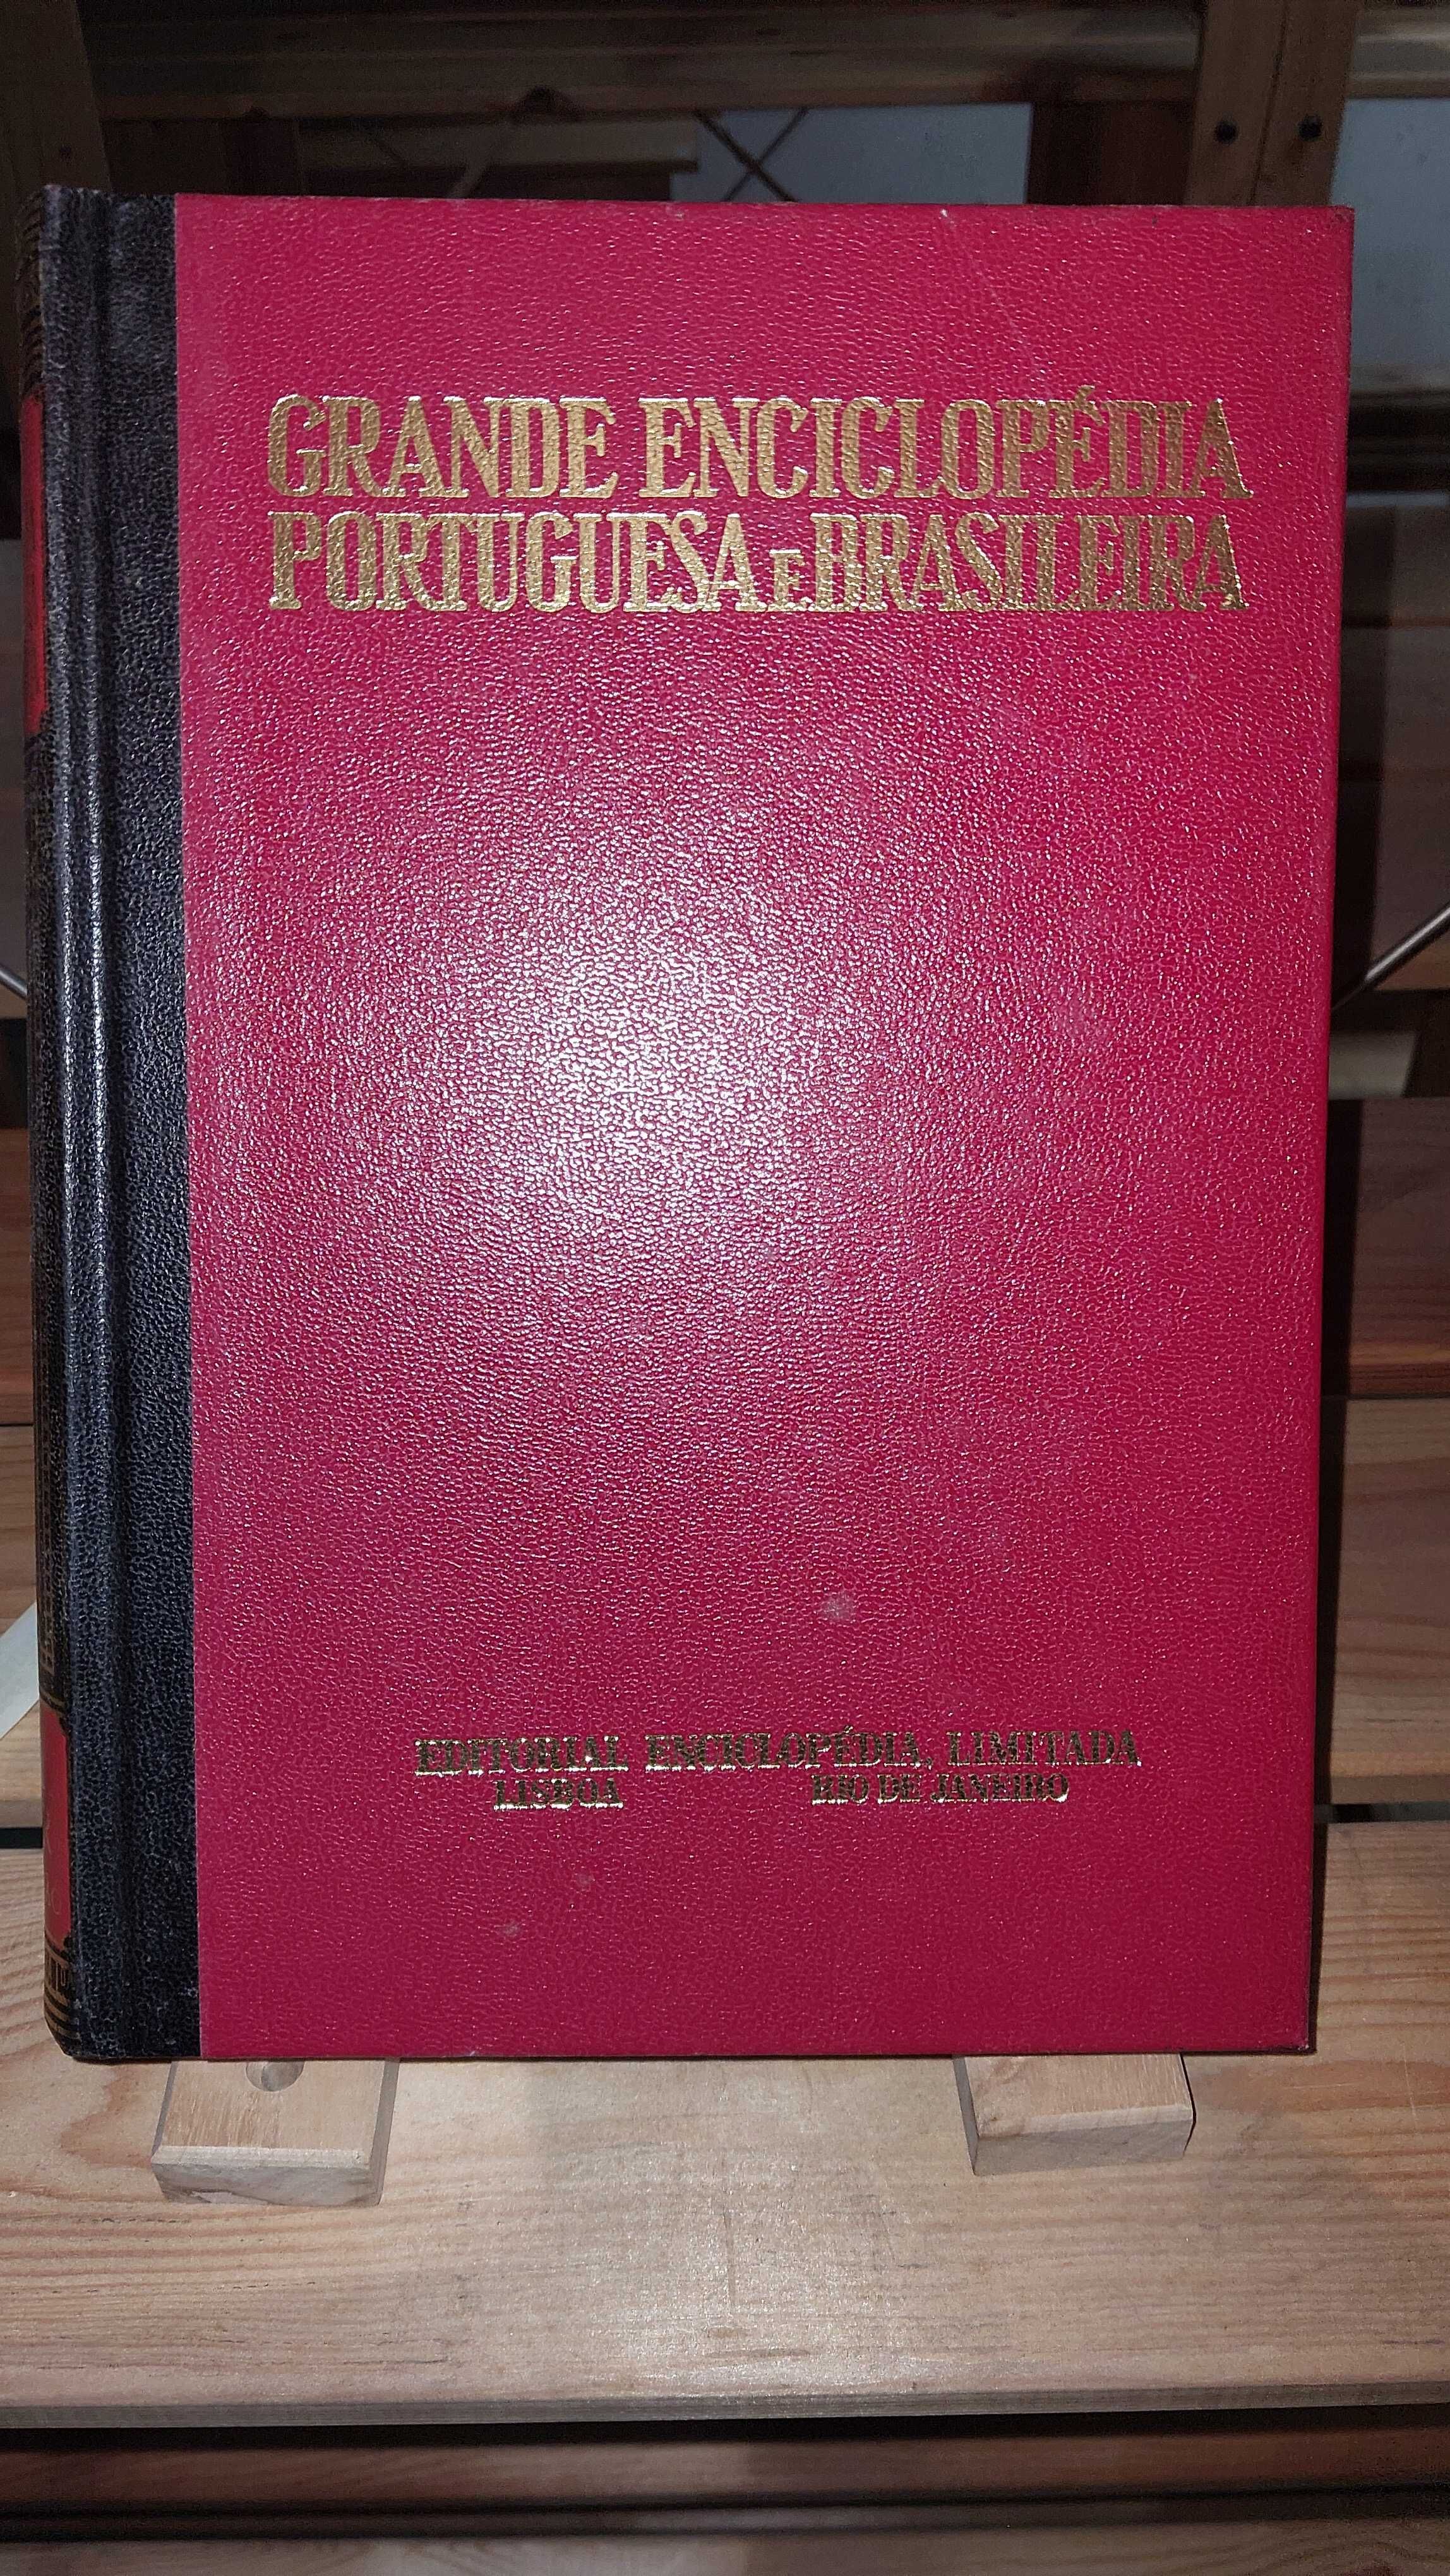 GRANDE ENCICLOPÉDIA
PORTUGUESA E BRASILEIRA
EDITORIAL ENCICLOPÉDIA, LIMITADA
LISBOA RIO DE JANEIRO